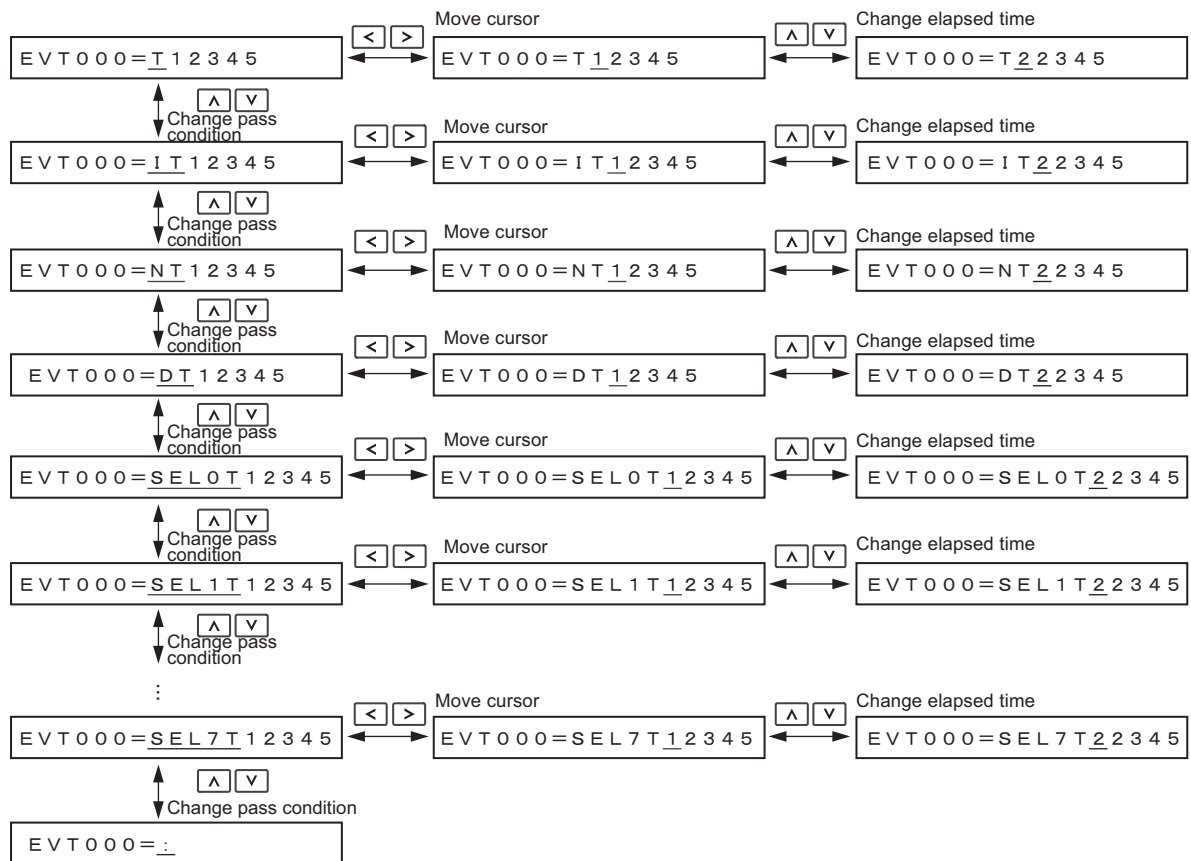 Move cursor
Change elapsed time
EVT000=T12345
< >
EVT000=T12345
∧ ∨
EVT000=T22345
∧ ∨
Change pass
condition
Move cursor
Change elapsed time
EVT000=IT12345
< >
EVT000=IT12345
∧ ∨
EVT000=IT22345
∧ ∨
Change pass
condition
Move cursor
Change elapsed time
EVT000=NT12345
< >
EVT000=NT12345
∧ ∨
EVT000=NT22345
∧ ∨
Change pass
condition
Move cursor
Change elapsed time
EVT000=DT12345
< >
EVT000=DT12345
∧ ∨
EVT000=DT22345
∧ ∨
Change pass
condition
Move cursor
Change elapsed time
EVT000=SEL0T12345
< >
EVT000=SEL0T12345
∧ ∨
EVT000=SEL0T22345
∧ ∨
Change pass
condition
Move cursor
Change elapsed time
EVT000=SEL1T12345
< >
EVT000=SEL1T12345
∧ ∨
EVT000=SEL1T22345
∧ ∨
Change pass
condition
⋮
Move cursor
Change elapsed time
EVT000=SEL7T12345
< >
EVT000=SEL7T12345
∧ ∨
EVT000=SEL7T22345
∧ ∨
Change pass condition
EVT000=: